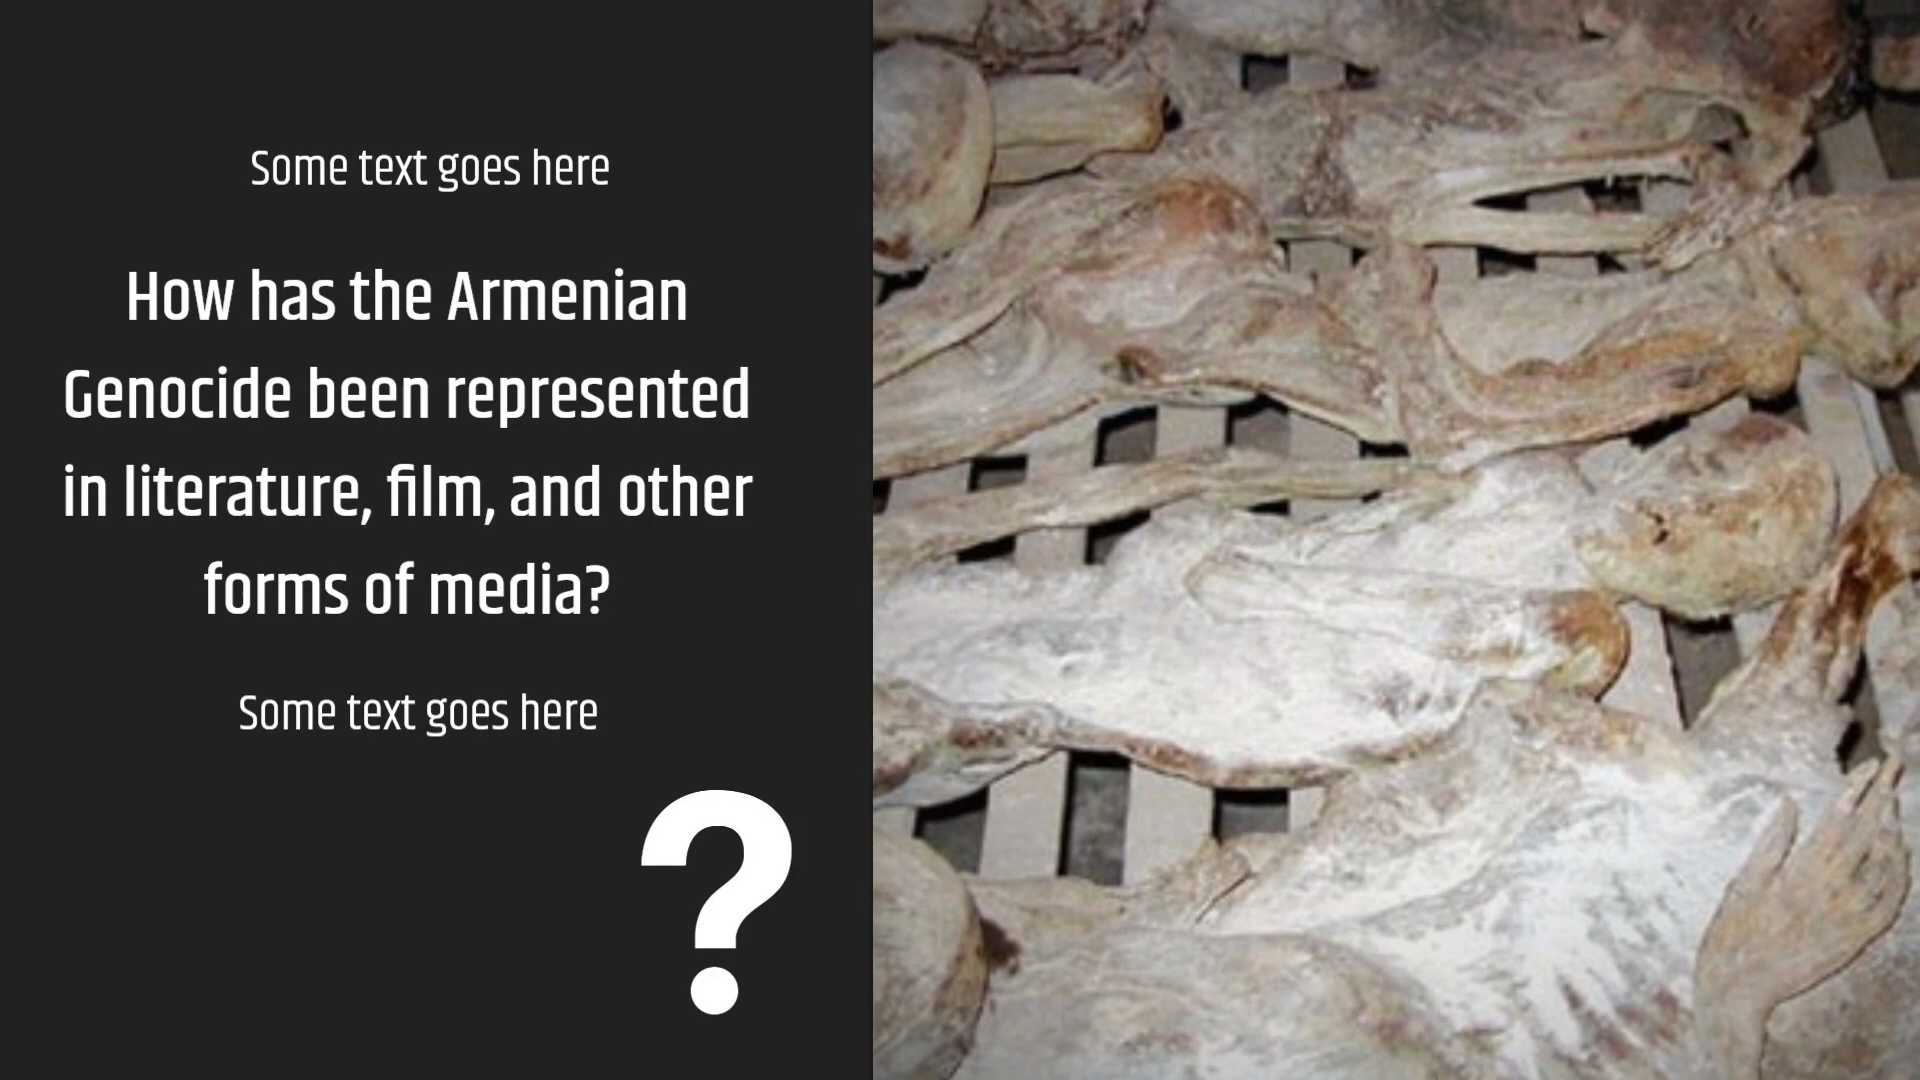 Some text goes here
How has the Armenian
Genocide been represented
in literature, film, and other
forms of media?
Some text goes here
?